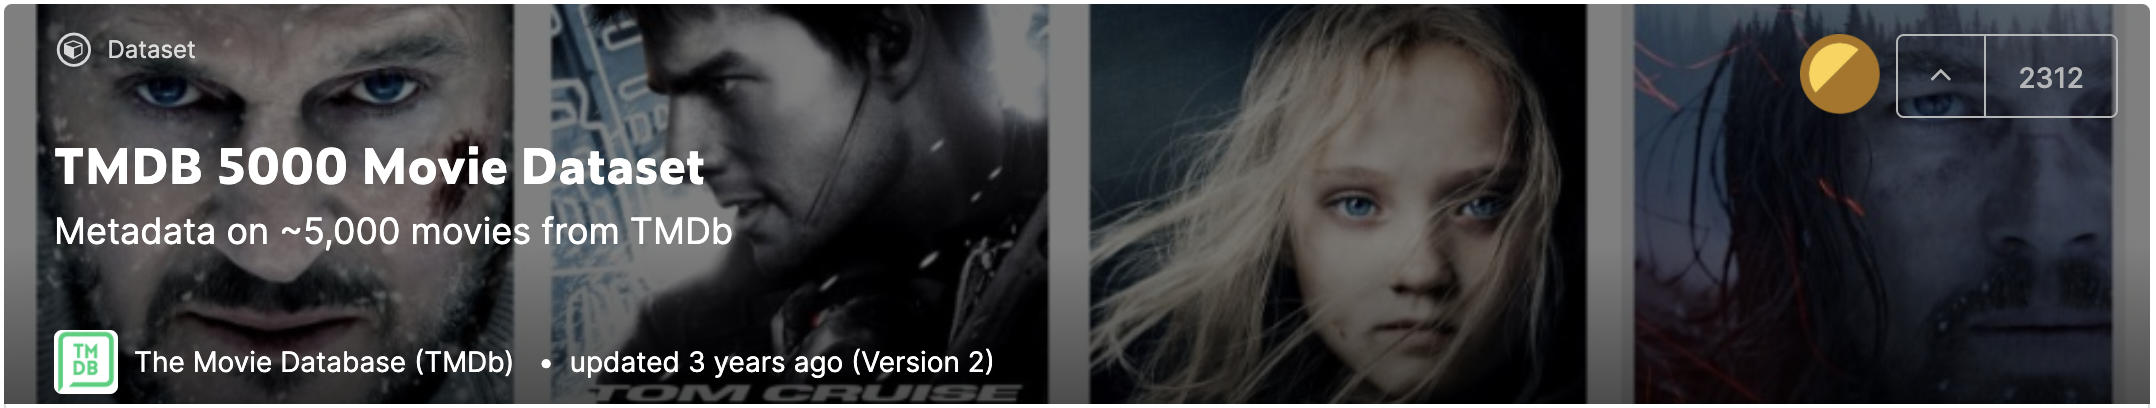 Dataset
2312
TMDB 5000 Movie Dataset
Metadata on ~5,000 movies from TMDb
TM
DB
The Movie Database (TMDb) • updated 3 years ago (Version 2)
TOM CRUISE